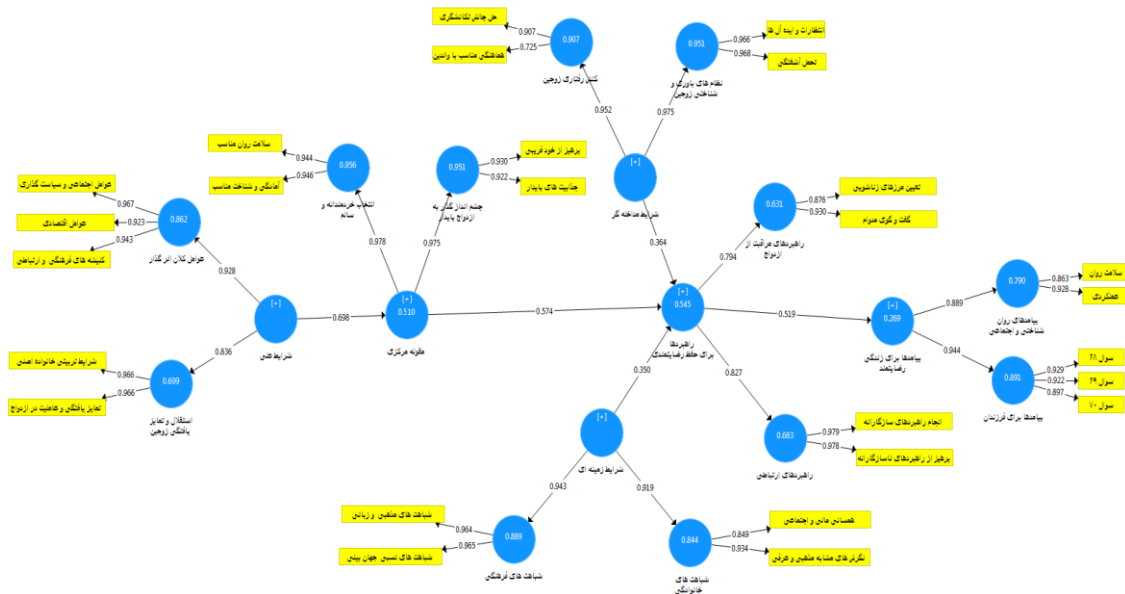 حل چالش تکانشگری
0.907
هماهنگی مناسب با والدین
0.725
0.907
کنش رفتاری زوجین
0.952
انتظارات و ایده آل ها
0.966
تحمل آشفتگی
0.968
0.951
نظام های باوری و
شناختی زوجین
0.975
[+]
شرایط مداخله گر
0.364
سلامت روان مناسب
0.944
آمادگی و شناخت مناسب
0.946
0.956
انتخاب خردمندانه و
سالم
0.978
پرهیز از خود فریبی
0.930
جذابیت های پایدار
0.922
0.951
چشم انداز گذار به
ازدواج پایدار
0.975
عوامل اجتماعی و سیاست گذاری
0.967
عوامل اقتصادی
0.923
کلیشه های فرهنگی و ارتباطی
0.943
0.862
عوامل کلان اثر گذار
0.928
[+]
شرایط علی
0.698
0.836
شرایط تربیتی خانواده اصلی
0.966
تمایز یافتگی و عاملیت در ازدواج
0.966
0.699
استقلال و تمایز
یافتگی زوجین
[+]
0.510
مقوله مرکزی
0.574
[+]
0.545
راهبردها
برای حفظ رضایتمندی
تعیین مرزهای زناشویی
0.876
گفت و گوی مداوم
0.930
0.631
راهبردهای مراقبت از
ازدواج
0.794
0.519
[+]
0.269
پیامدها برای زندگی
رضایتمند
0.889
0.944
0.790
پیامدهای روان
شناختی و اجتماعی
سلامت روان
0.863
عملکردی
0.928
0.891
پیامدها برای فرزندان
سوال ۶۸
0.929
سوال ۶۹
0.922
سوال ۷۰
0.897
0.827
0.683
راهبردهای ارتباطی
انجام راهبردهای سازگارانه
0.979
پرهیز از راهبردهای ناسازگارانه
0.978
0.350
[+]
شرایط زمینه ای
0.943
0.919
شباهت های مذهبی و زبانی
0.964
شباهت های نسبی جهان بینی
0.965
0.889
شباهت های فرهنگی
همسانی مالی و اجتماعی
0.849
نگرش های مشابه مذهبی و عرفی
0.934
0.844
شباهت های
خانوادگی